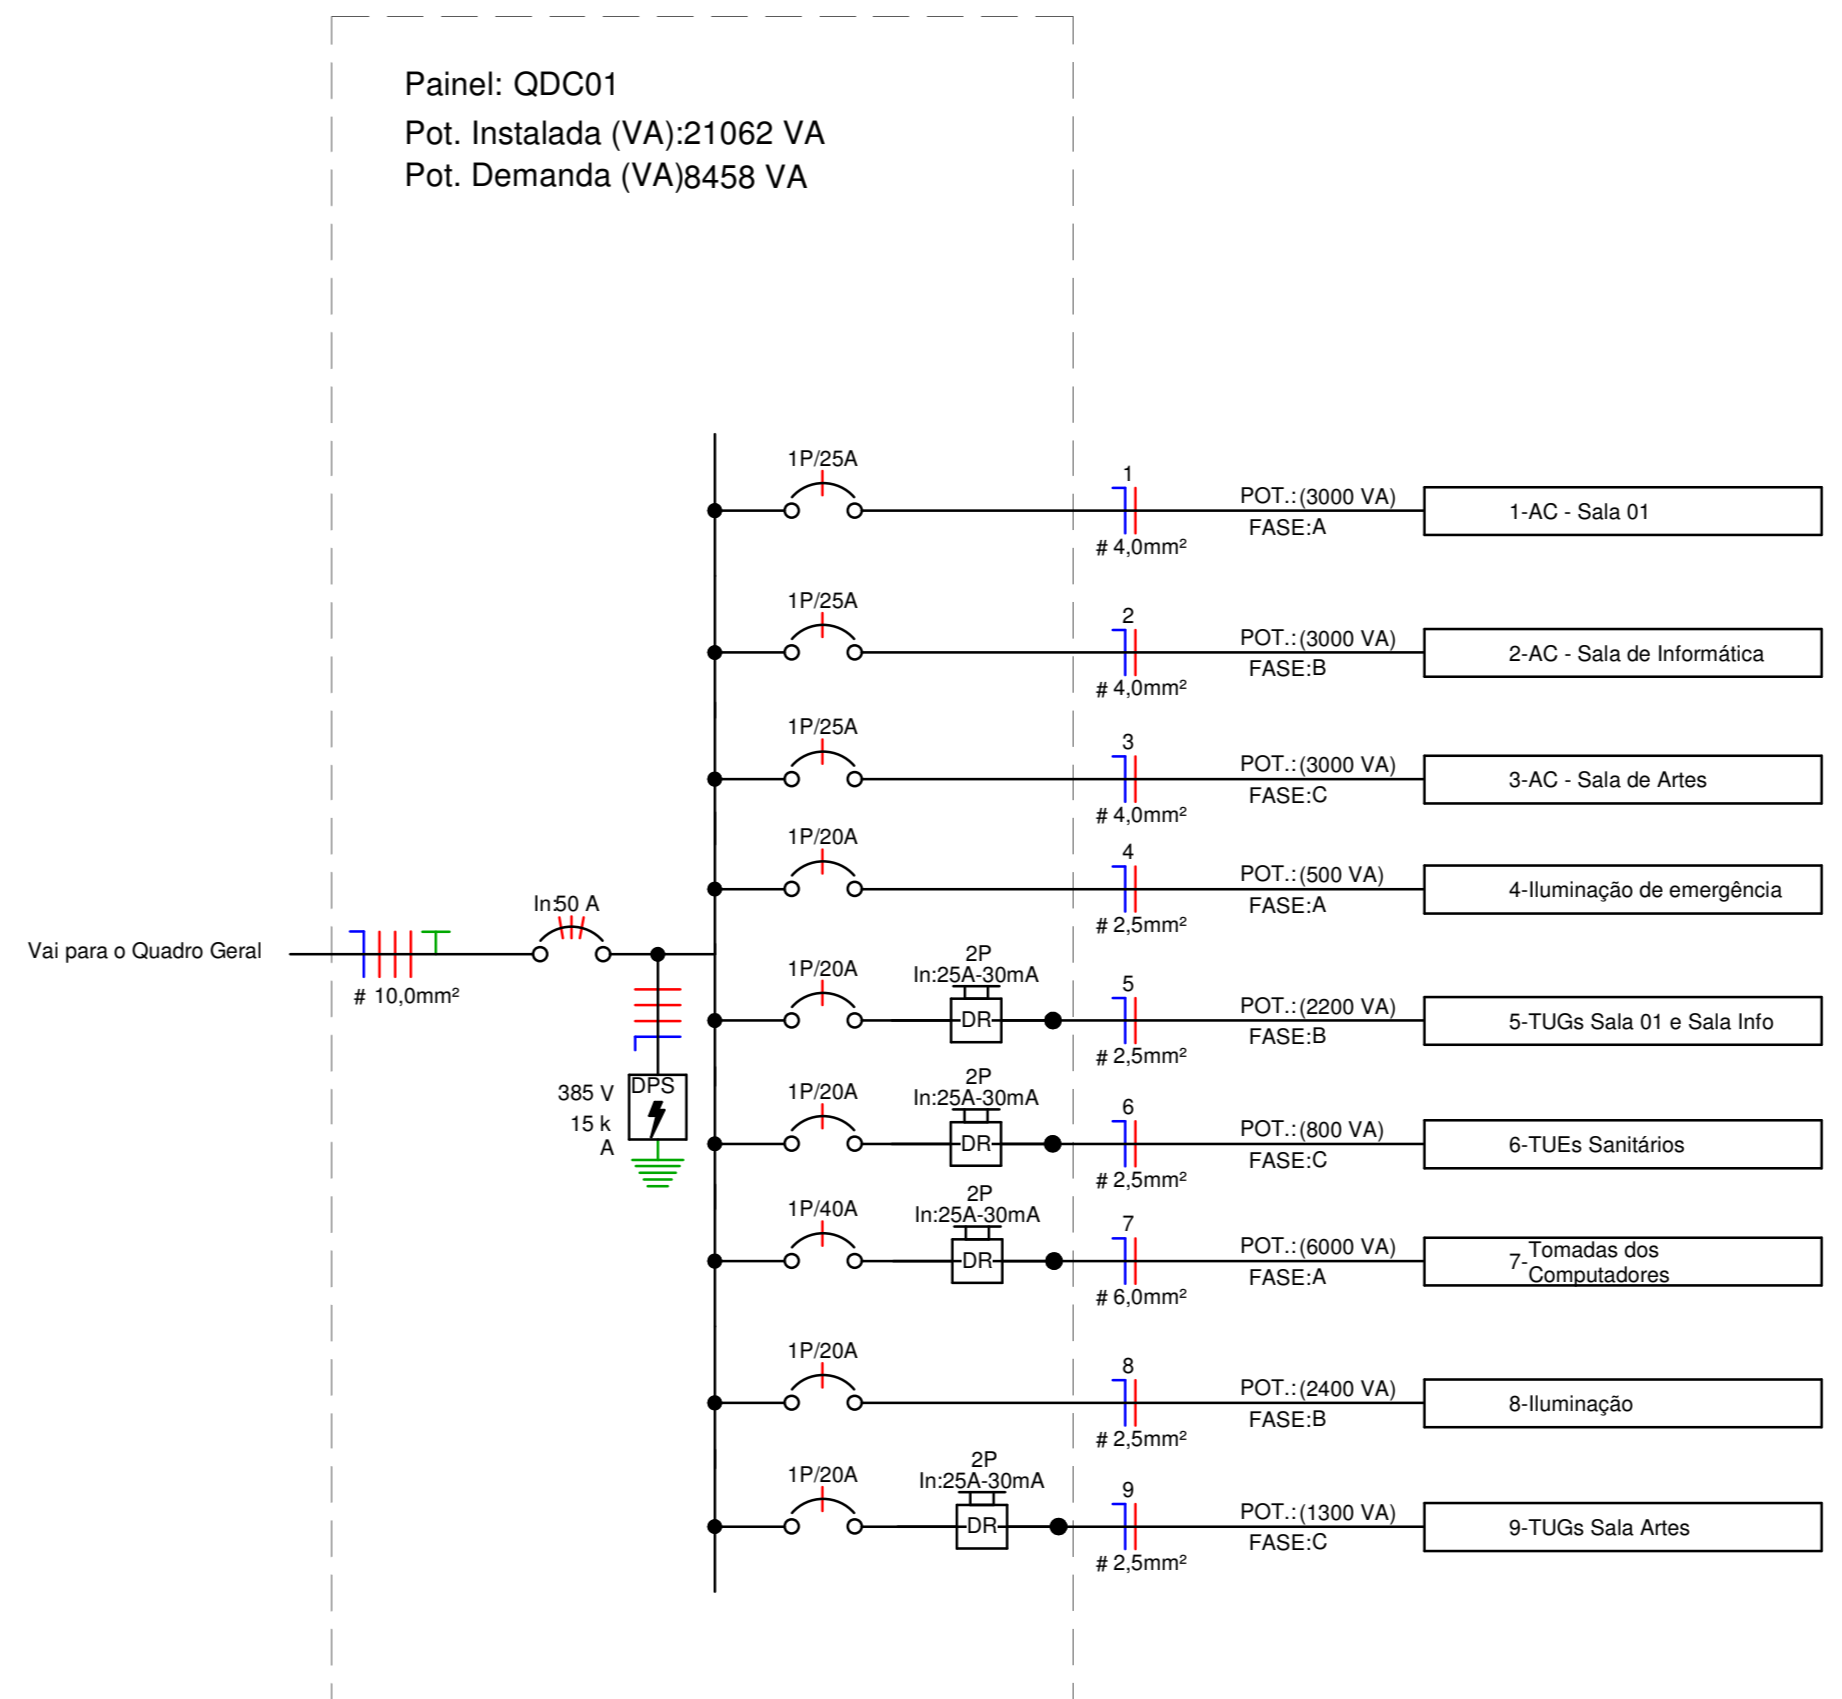 Painel: QDC01
Pot. Instalada (VA):21062 VA
Pot. Demanda (VA)8458 VA
1P/25A
1
POT.:(3000 VA)
FASE:A
# 4,0mm²
1-AC - Sala 01
1P/25A
2
POT.:(3000 VA)
FASE:B
# 4,0mm²
2-AC - Sala de Informática
1P/25A
3
POT.:(3000 VA)
FASE:C
# 4,0mm²
3-AC - Sala de Artes
1P/20A
4
POT.:(500 VA)
FASE:A
# 2,5mm²
4-Iluminação de emergência
Vai para o Quadro Geral
# 10,0mm²
In:50 A
385 V
15 k
A
DPS
1P/20A
2P
In:25A-30mA
DR
5
POT.:(2200 VA)
FASE:B
# 2,5mm²
5-TUGs Sala 01 e Sala Info
1P/20A
2P
In:25A-30mA
DR
6
POT.:(800 VA)
FASE:C
# 2,5mm²
6-TUEs Sanitários
1P/40A
2P
In:25A-30mA
DR
7
POT.:(6000 VA)
FASE:A
# 6,0mm²
7-Tomadas dos
Computadores
1P/20A
8
POT.:(2400 VA)
FASE:B
# 2,5mm²
8-Iluminação
1P/20A
2P
In:25A-30mA
DR
9
POT.:(1300 VA)
FASE:C
# 2,5mm²
9-TUGs Sala Artes